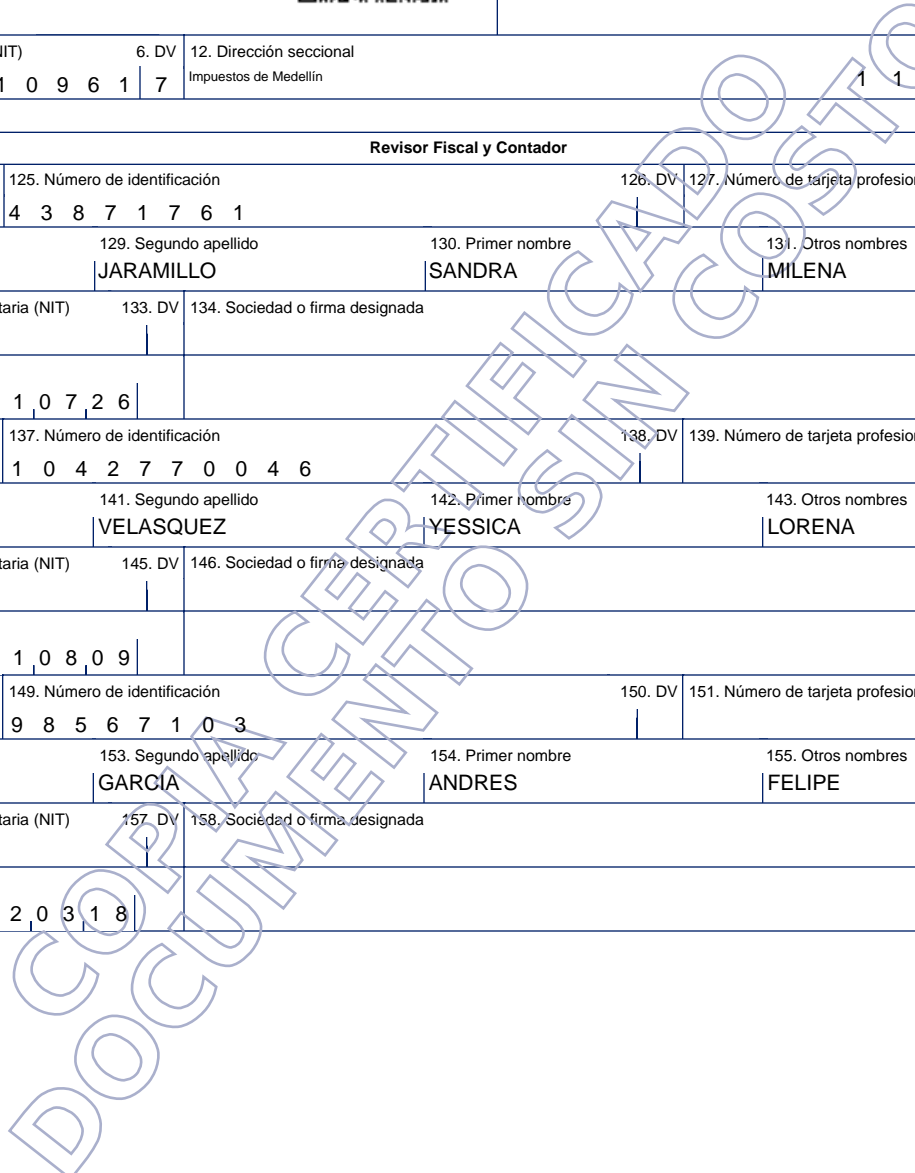 IT) 6. DV 12. Dirección seccional
1 0 9 6 1 7 Impuestos de Medellín 1 1
Revisor Fiscal y Contador
125. Número de identificación 126. DV 127. Número de tarjeta profesion
4 3 8 7 1 7 6 1
129. Segundo apellido 130. Primer nombre 131. Otros nombres
JARAMILLO SANDRA MILENA
taria (NIT) 133. DV 134. Sociedad o firma designada
1 0 7 2 6
137. Número de identificación 138. DV 139. Número de tarjeta profesion
1 0 4 2 7 7 0 0 4 6
141. Segundo apellido 142. Primer nombre 143. Otros nombres
VELASQUEZ YESSICA LORENA
taria (NIT) 145. DV 146. Sociedad o firma designada
1 0 8 0 9
149. Número de identificación 150. DV 151. Número de tarjeta profesion
9 8 5 6 7 1 0 3
153. Segundo apellido 154. Primer nombre 155. Otros nombres
GARCIA ANDRES FELIPE
taria (NIT) 157. DV 158. Sociedad o firma designada
2 0 3 1 8
COPIA CERTIFICADO
DOCUMENTO SIN COSTO